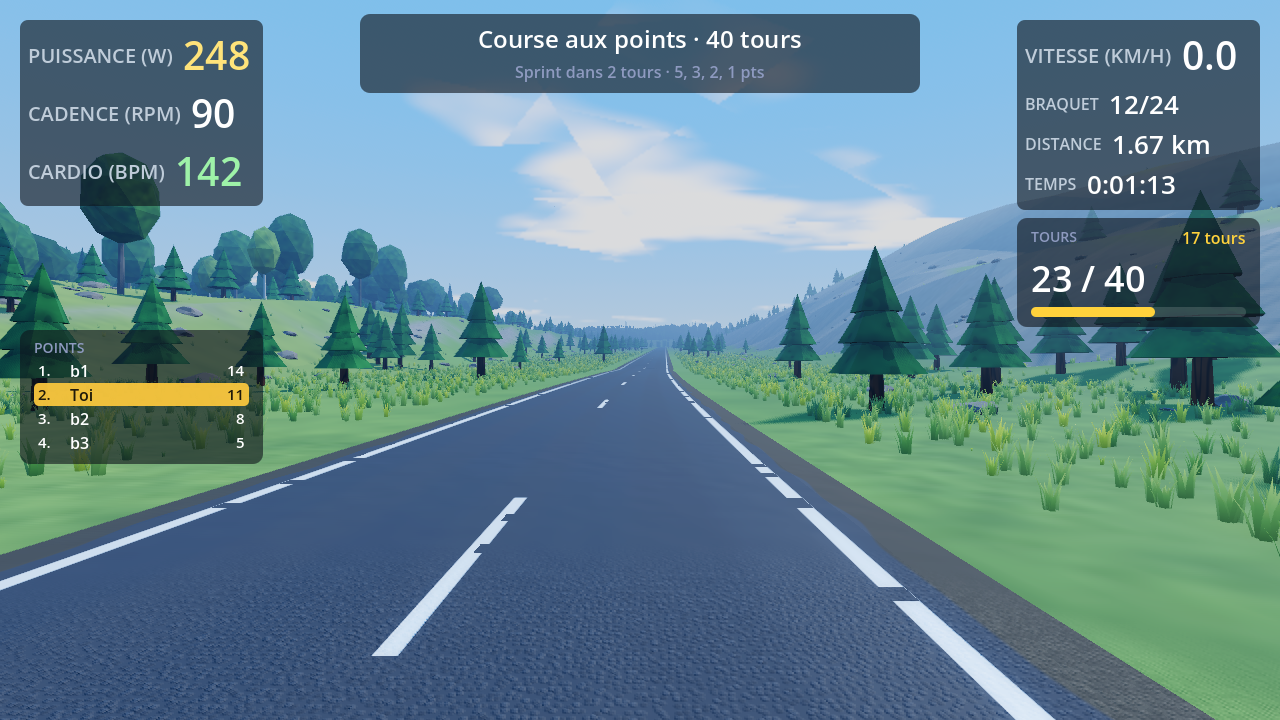 PUISSANCE (W) 248
CADENCE (RPM) 90
CARDIO (BPM) 142
Course aux points · 40 tours
Sprint dans 2 tours · 5, 3, 2, 1 pts
VITESSE (KM/H) 0.0
BRAQUET 12/24
DISTANCE 1.67 km
TEMPS 0:01:13
TOURS 17 tours
23 / 40
POINTS
1. b1 14
2. Toi 11
3. b2 8
4. b3 5